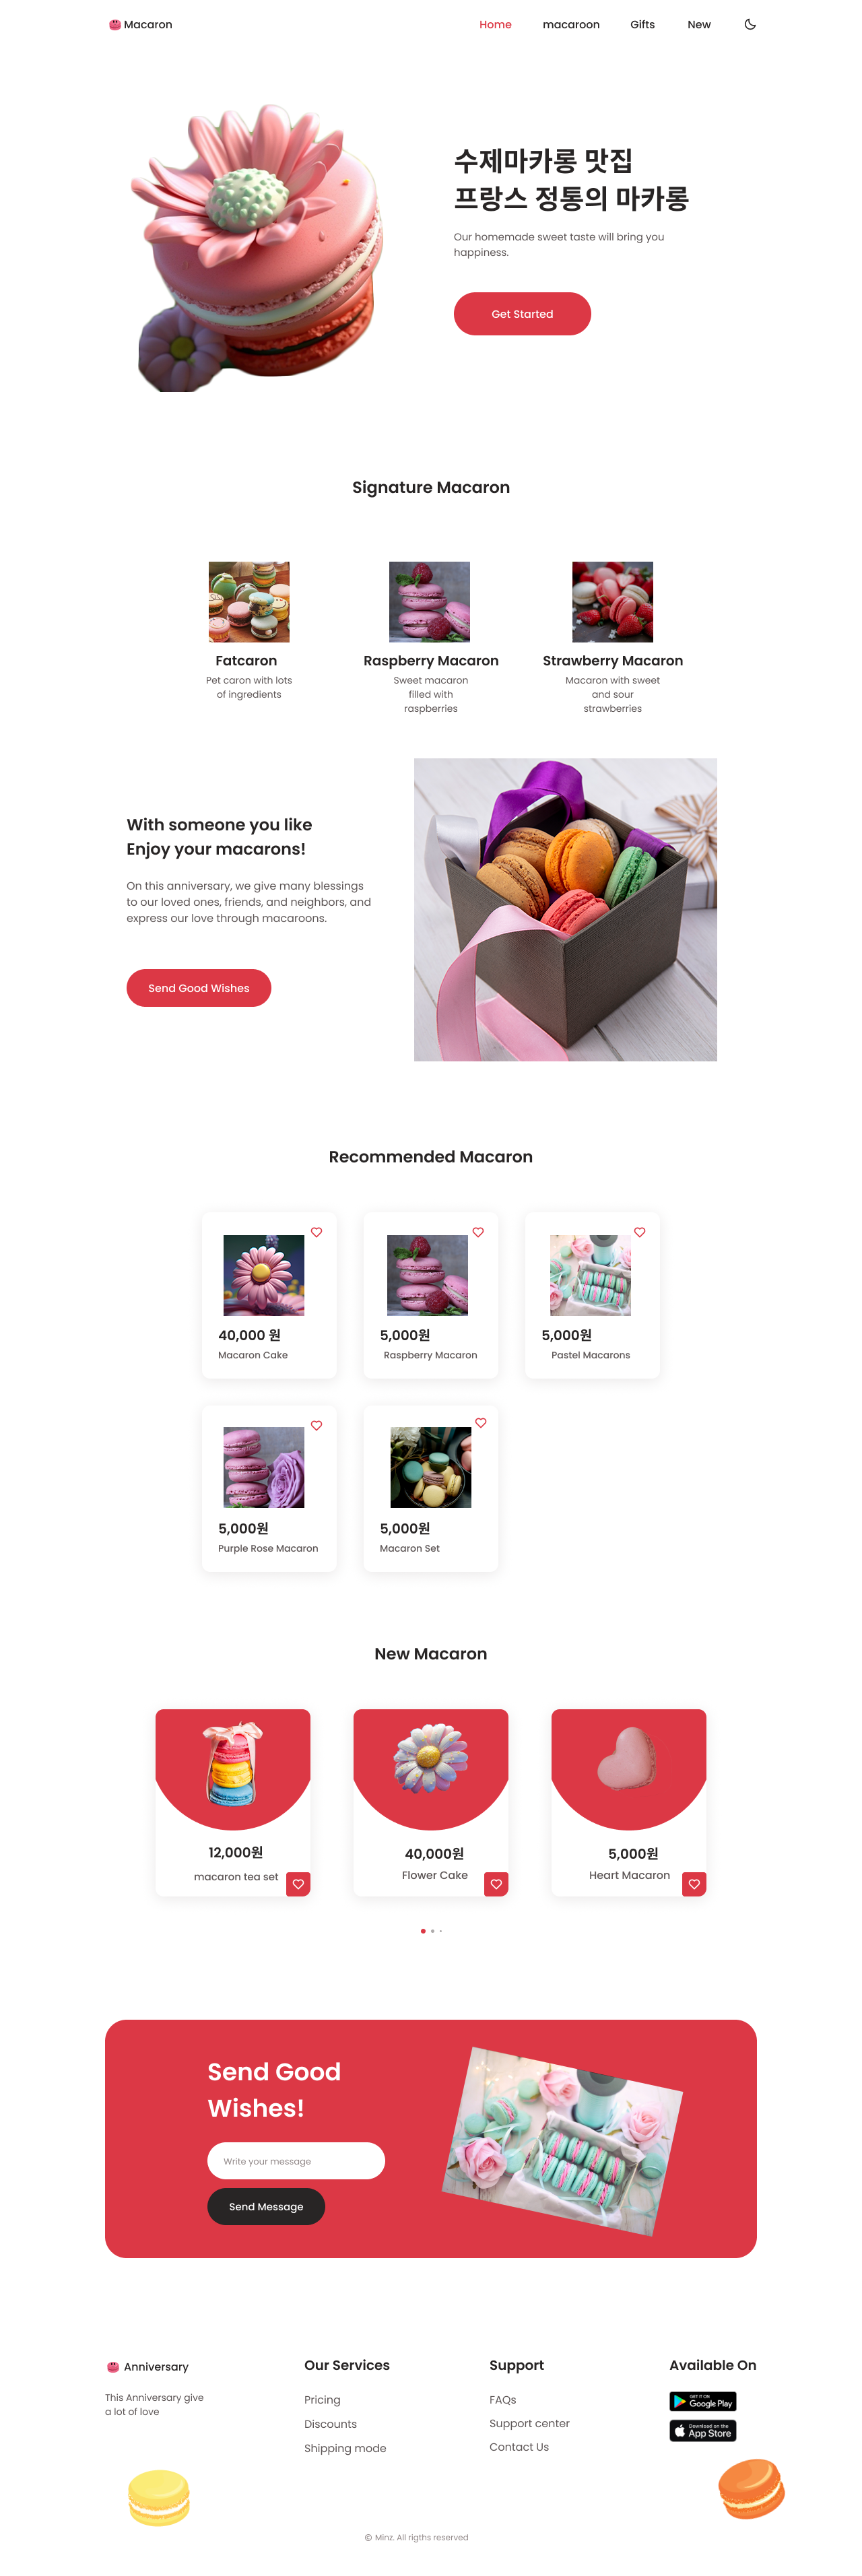 Macaron
Home
macaroon
Gifts
New
수제마카롱 맛집
프랑스 정통의 마카롱
Our homemade sweet taste will bring you
happiness.
Get Started
Signature Macaron
Fatcaron
Pet caron with lots
of ingredients
Raspberry Macaron
Sweet macaron
filled with
raspberries
Strawberry Macaron
Macaron with sweet
and sour
strawberries
With someone you like
Enjoy your macarons!
On this anniversary, we give many blessings
to our loved ones, friends, and neighbors, and
express our love through macaroons.
Send Good Wishes
Recommended Macaron
40,000 원
Macaron Cake
5,000원
Raspberry Macaron
5,000원
Pastel Macarons
5,000원
Purple Rose Macaron
5,000원
Macaron Set
New Macaron
12,000원
macaron tea set
40,000원
Flower Cake
5,000원
Heart Macaron
Send Good
Wishes!
Write your message
Send Message
Anniversary
This Anniversary give
a lot of love
Our Services
Pricing
Discounts
Shipping mode
Support
FAQs
Support center
Contact Us
Available On
GET IT ON
Google Play
Download on the
App Store
© Minz. All rigths reserved